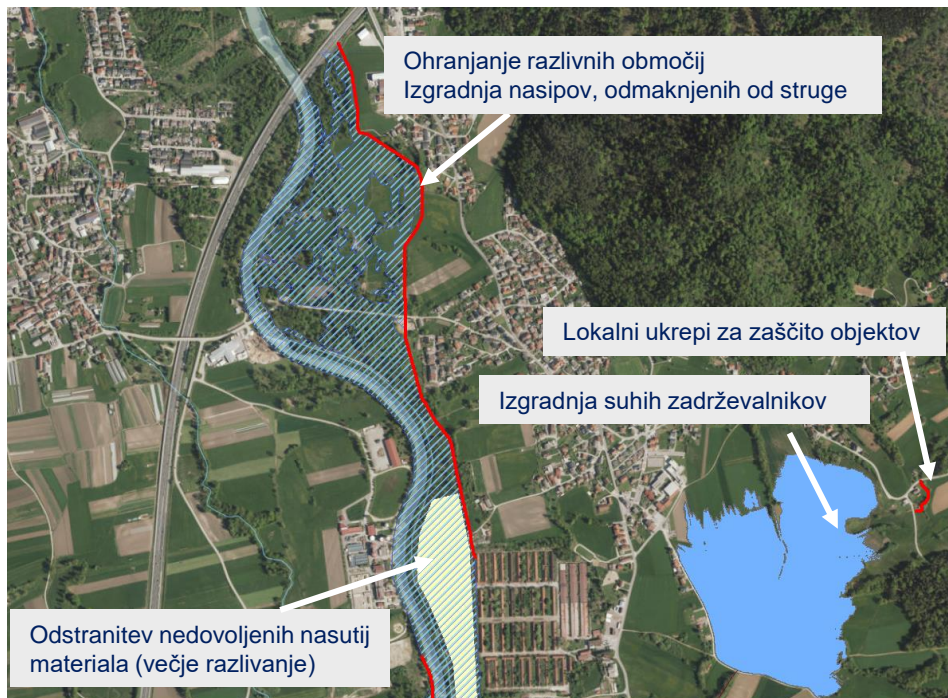 Ohranjanje razlivnih območij
Izgradnja nasipov, odmaknjenih od struge
Lokalni ukrepi za zaščito objektov
Izgradnja suhih zadrževalnikov
Odstranitev nedovoljenih nasutij
materiala (večje razlivanje)